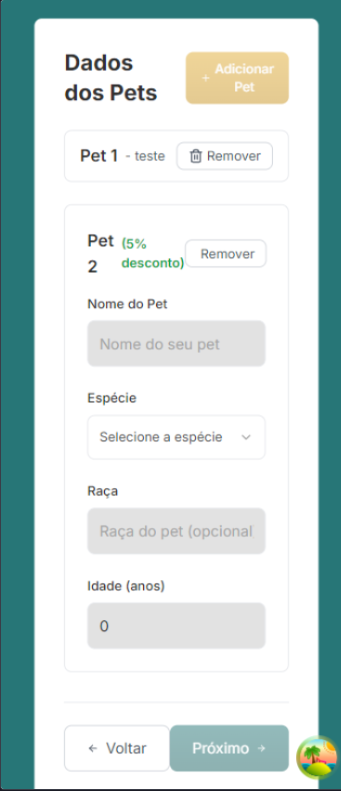 Dados
dos Pets
+ Adicionar
Pet
Pet 1 - teste
Remover
Pet
2
(5%
desconto)
Remover
Nome do Pet
Nome do seu pet
Espécie
Selecione a espécie
Raça
Raça do pet (opcional
Idade (anos)
0
← Voltar
Próximo →